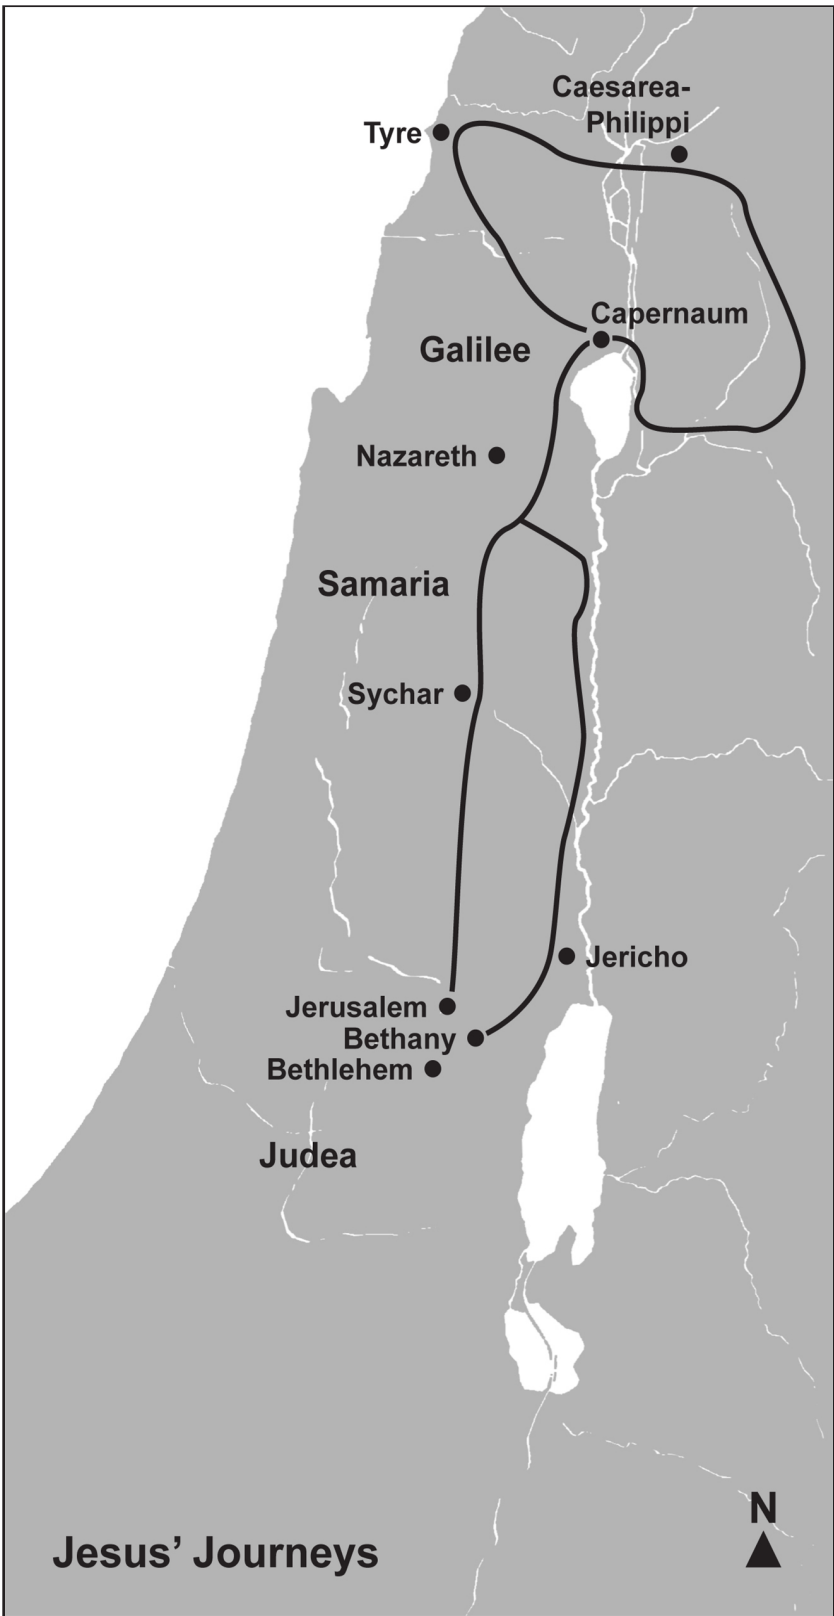 Caesarea-
Philippi
Tyre
Capernaum
Galilee
Nazareth
Samaria
Sychar
Jericho
Jerusalem
Bethany
Bethlehem
Judea
N
Jesus’ Journeys